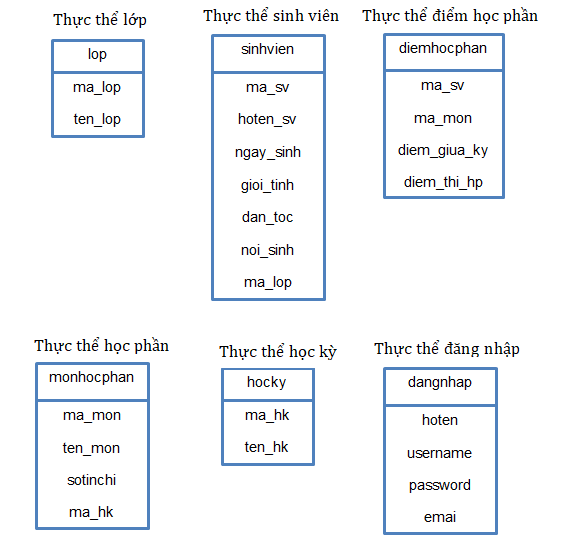 Thực thể lớp
lop
ma_lop
ten_lop
Thực thể sinh viên
sinhvien
ma_sv
hoten_sv
ngay_sinh
gioi_tinh
dan_toc
noi_sinh
ma_lop
Thực thể điểm học phần
diemhocphan
ma_sv
ma_mon
diem_giua_ky
diem_thi_hp
Thực thể học phần
monhocphan
ma_mon
ten_mon
sotinchi
ma_hk
Thực thể học kỳ
hocky
ma_hk
ten_hk
Thực thể đăng nhập
dangnhap
hoten
username
password
emai